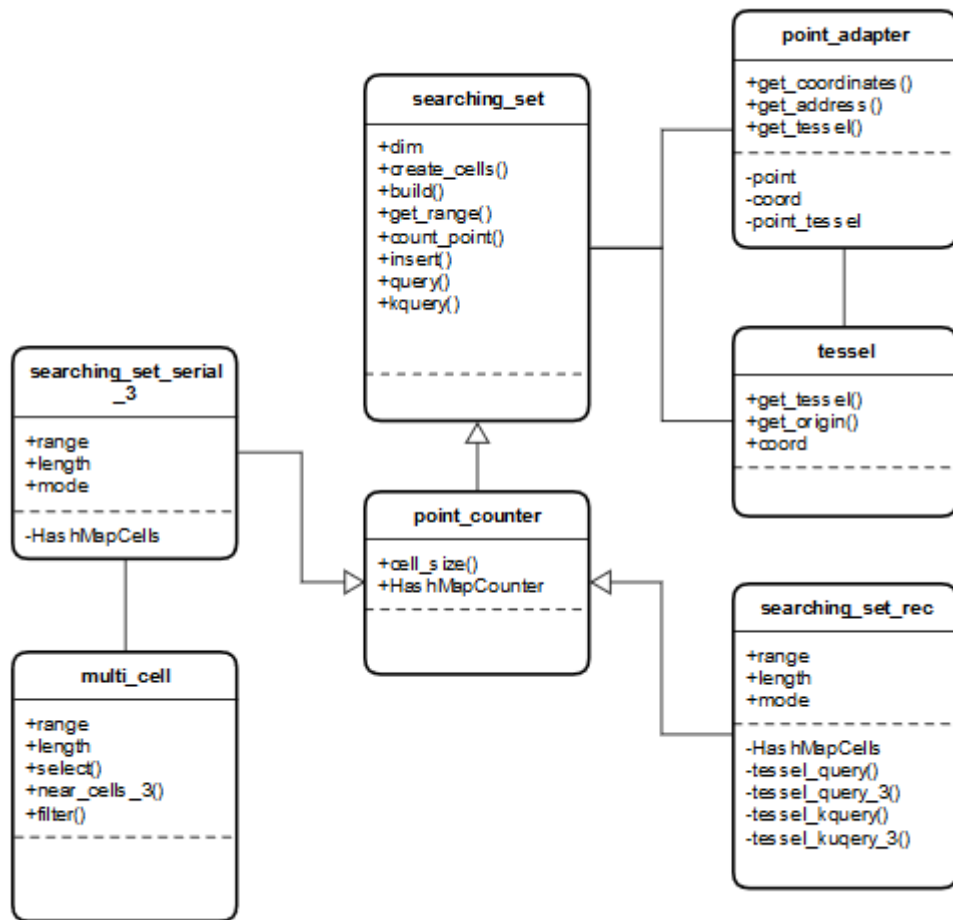 point_adapter
+get_coordinates()
+get_address()
+get_tessel()
-point
-coord
-point_tessel
searching_set
+dim
+create_cells()
+build()
+get_range()
+count_point()
+insert()
+query()
+kquery()
tessel
+get_tessel()
+get_origin()
+coord
searching_set_serial
_3
+range
+length
+mode
-HashMapCells
point_counter
+cell_size()
+HashMapCounter
searching_set_rec
+range
+length
+mode
-HashMapCells
-tessel_query()
-tessel_query_3()
-tessel_kquery()
-tessel_kuqery_3()
multi_cell
+range
+length
+select()
+near_cells_3()
+filter()